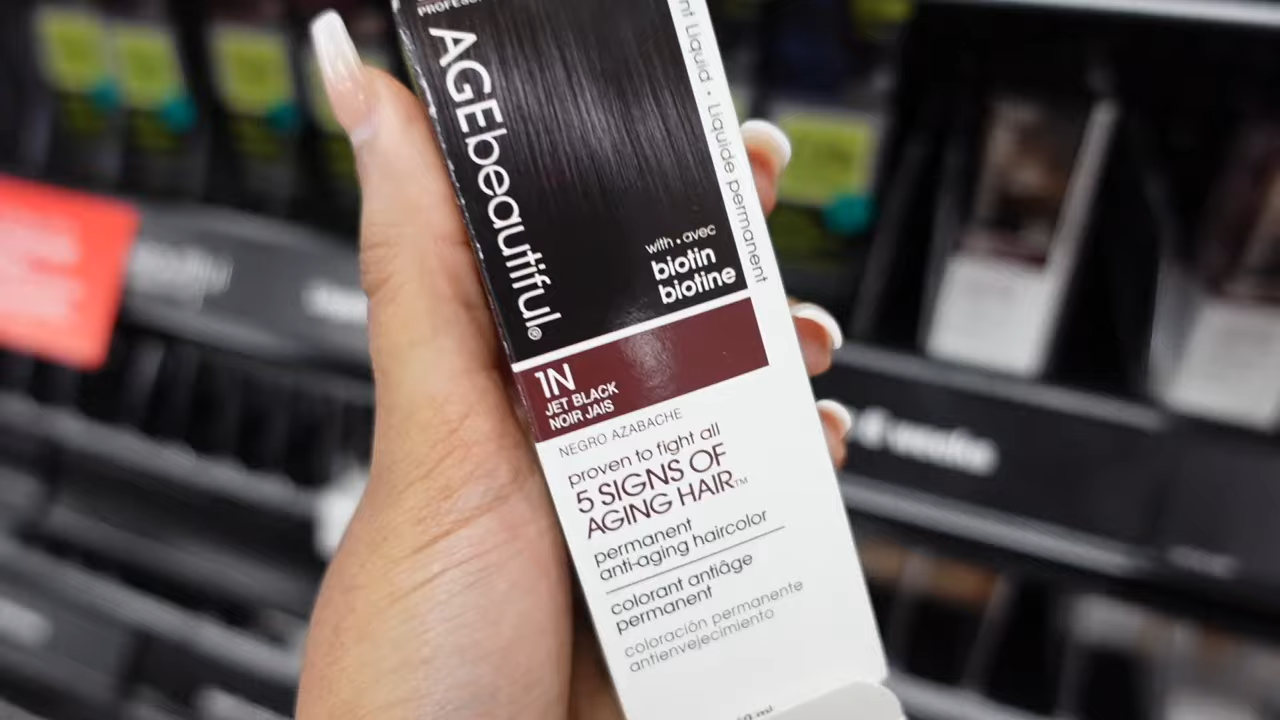 AGEbeautiful®
Liquid • Liquide permanent
with • avec
biotin
biotine
1N
JET BLACK
NOIR JAIS
NEGRO AZABACHE
proven to fight all
5 SIGNS OF
AGING HAIR™
permanent
anti-aging haircolor
colorant antiâge
permanent
coloración permanente
antienvejecimiento